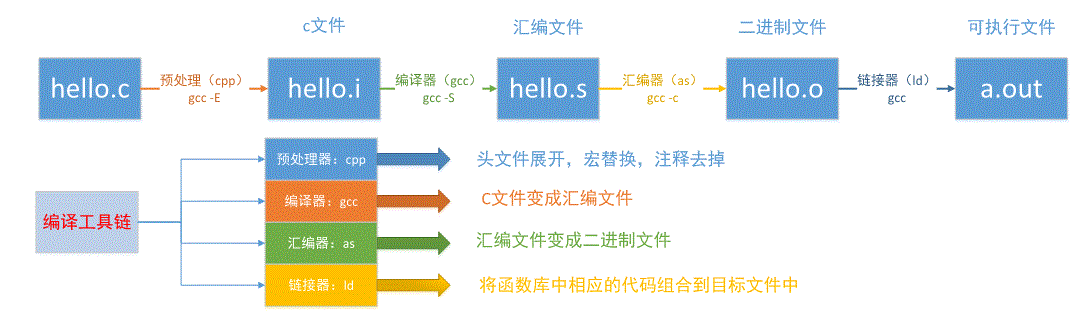 c文件
汇编文件
二进制文件
可执行文件
hello.c
预处理（cpp）
gcc -E
hello.i
编译器（gcc）
gcc -S
hello.s
汇编器（as）
gcc -c
hello.o
链接器（ld）
gcc
a.out
编译工具链
预处理器：cpp
头文件展开，宏替换，注释去掉
编译器：gcc
C文件变成汇编文件
汇编器：as
汇编文件变成二进制文件
链接器：ld
将函数库中相应的代码组合到目标文件中